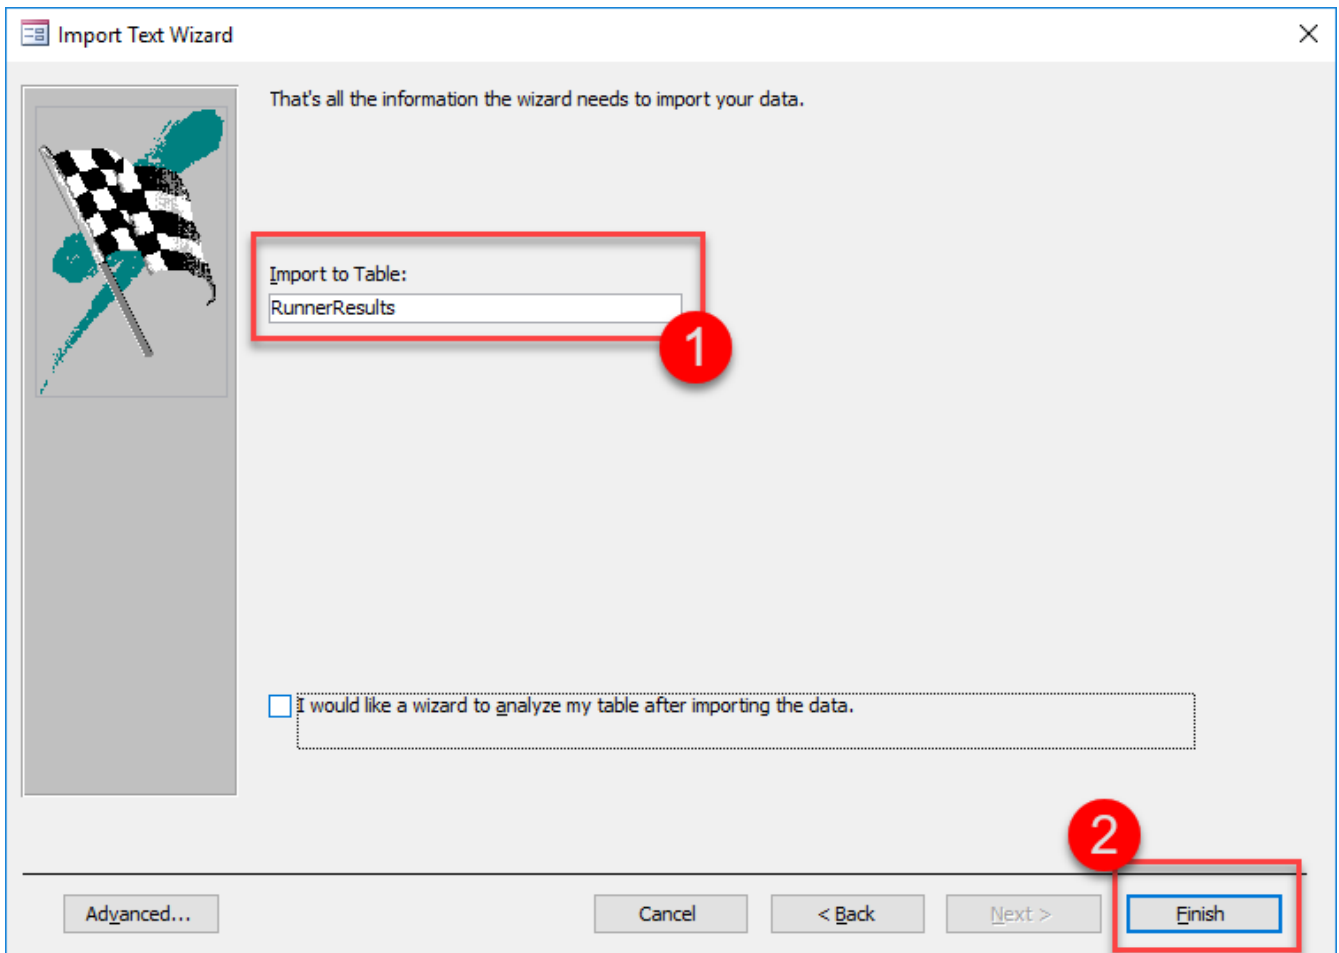 Import Text Wizard
That's all the information the wizard needs to import your data.
Import to Table:
RunnerResults
1
I would like a wizard to analyze my table after importing the data.
2
Advanced...
Cancel
< Back
Next >
Finish